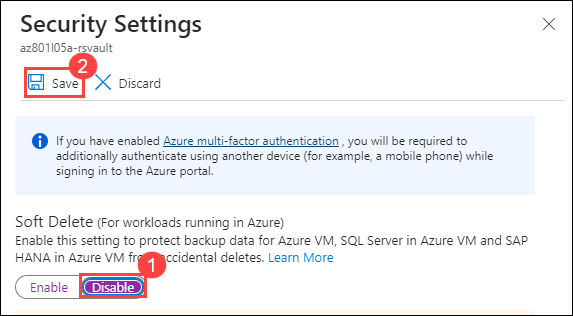 Security Settings
az801l05a-rsvault
2
Save Discard
If you have enabled Azure multi-factor authentication , you will be required to
additionally authenticate using another device (for example, a mobile phone) while
signing in to the Azure portal.
Soft Delete (For workloads running in Azure)
Enable this setting to protect backup data for Azure VM, SQL Server in Azure VM and SAP
HANA in Azure VM accidental deletes. Learn More
1
Enable Disable